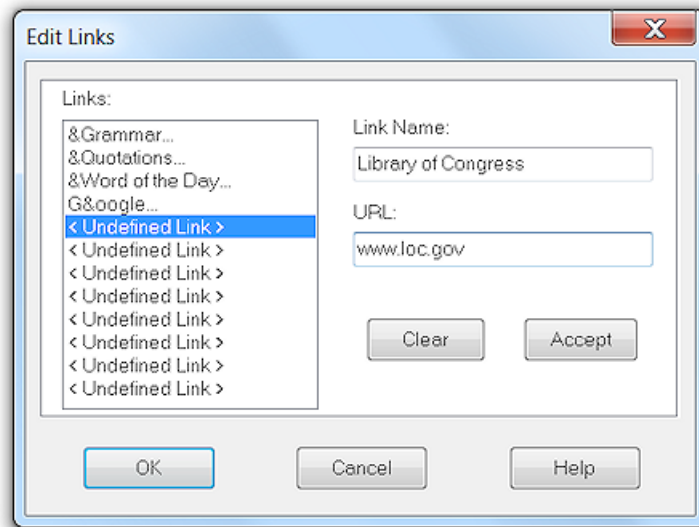 Edit Links
Links:
&Grammar...
&Quotations...
&Word of the Day...
G&oogle...
< Undefined Link >
< Undefined Link >
< Undefined Link >
< Undefined Link >
< Undefined Link >
< Undefined Link >
< Undefined Link >
< Undefined Link >
Link Name:
Library of Congress
URL:
www.loc.gov
Clear
Accept
OK
Cancel
Help